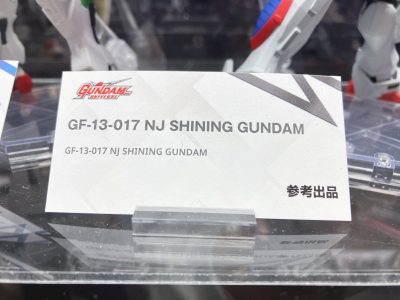 GUNDAM
UNIVERSE
GF-13-017 NJ SHINING GUNDAM
GF-13-017 NJ SHINING GUNDAM
参考出品